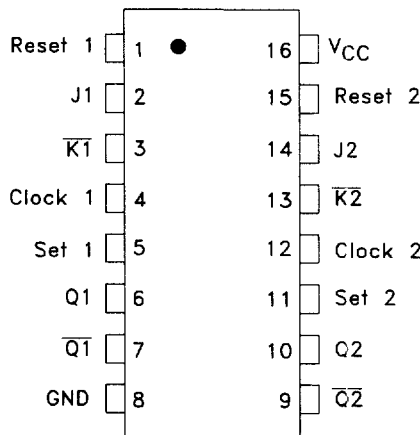 Reset 1 1 16 VCC
J1 2 15 Reset 2
K1 3 14 J2
Clock 1 4 13 K2
Set 1 5 12 Clock 2
Q1 6 11 Set 2
Q1 7 10 Q2
GND 8 9 Q2